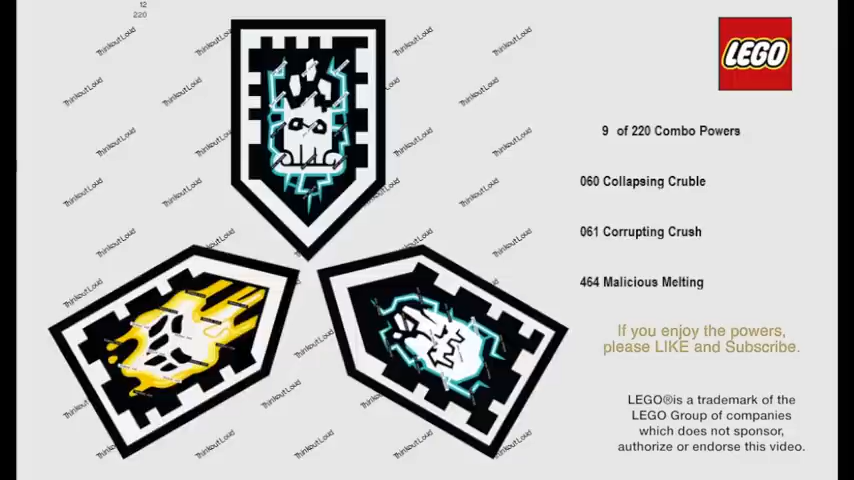 12
220
LEGO
9 of 220 Combo Powers
060 Collapsing Cruble
061 Corrupting Crush
464 Malicious Melting
If you enjoy the powers,
please LIKE and Subscribe.
LEGO®is a trademark of the
LEGO Group of companies
which does not sponsor,
authorize or endorse this video.
ThinkoutLoud